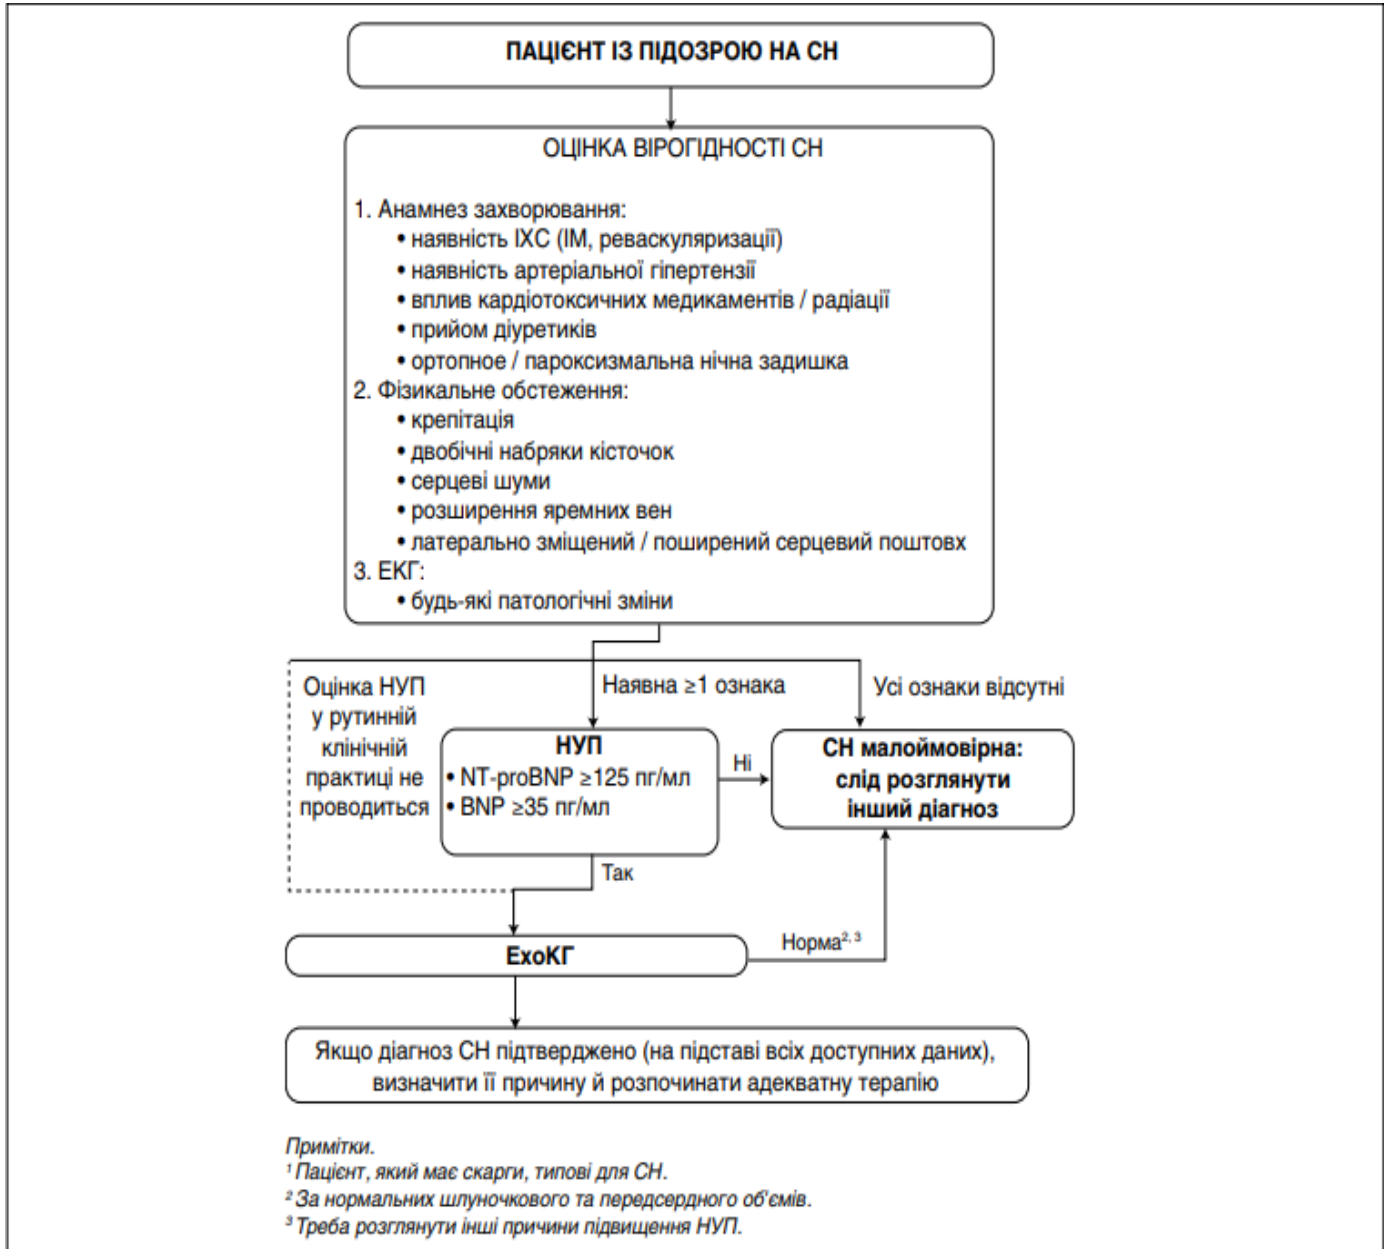 ПАЦІЄНТ ІЗ ПІДОЗРОЮ НА СН
ОЦІНКА ВІРОГІДНОСТІ СН
1. Анамнез захворювання:
• наявність ІХС (ІМ, реваскуляризації)
• наявність артеріальної гіпертензії
• вплив кардіотоксичних медикаментів / радіації
• прийом діуретиків
• ортопное / пароксизмальна нічна задишка
2. Фізикальне обстеження:
• крепітація
• двобічні набряки кісточок
• серцеві шуми
• розширення яремних вен
• латерально зміщений / поширений серцевий поштовх
3. ЕКГ:
• будь-які патологічні зміни
Оцінка НУП
у рутинній
клінічній
практиці не
проводиться
Наявна ≥1 ознака
Усі ознаки відсутні
НУП
• NT-proBNP ≥125 пг/мл
• BNP ≥35 пг/мл
Ні
СН малоймовірна:
слід розглянути
інший діагноз
Так
ЕхоКГ
Норма²,³
Якщо діагноз СН підтверджено (на підставі всіх доступних даних),
визначити її причину й розпочинати адекватну терапію
Примітки.
¹ Пацієнт, який має скарги, типові для СН.
² За нормальних шлуночкового та передсердного об'ємів.
³ Треба розглянути інші причини підвищення НУП.